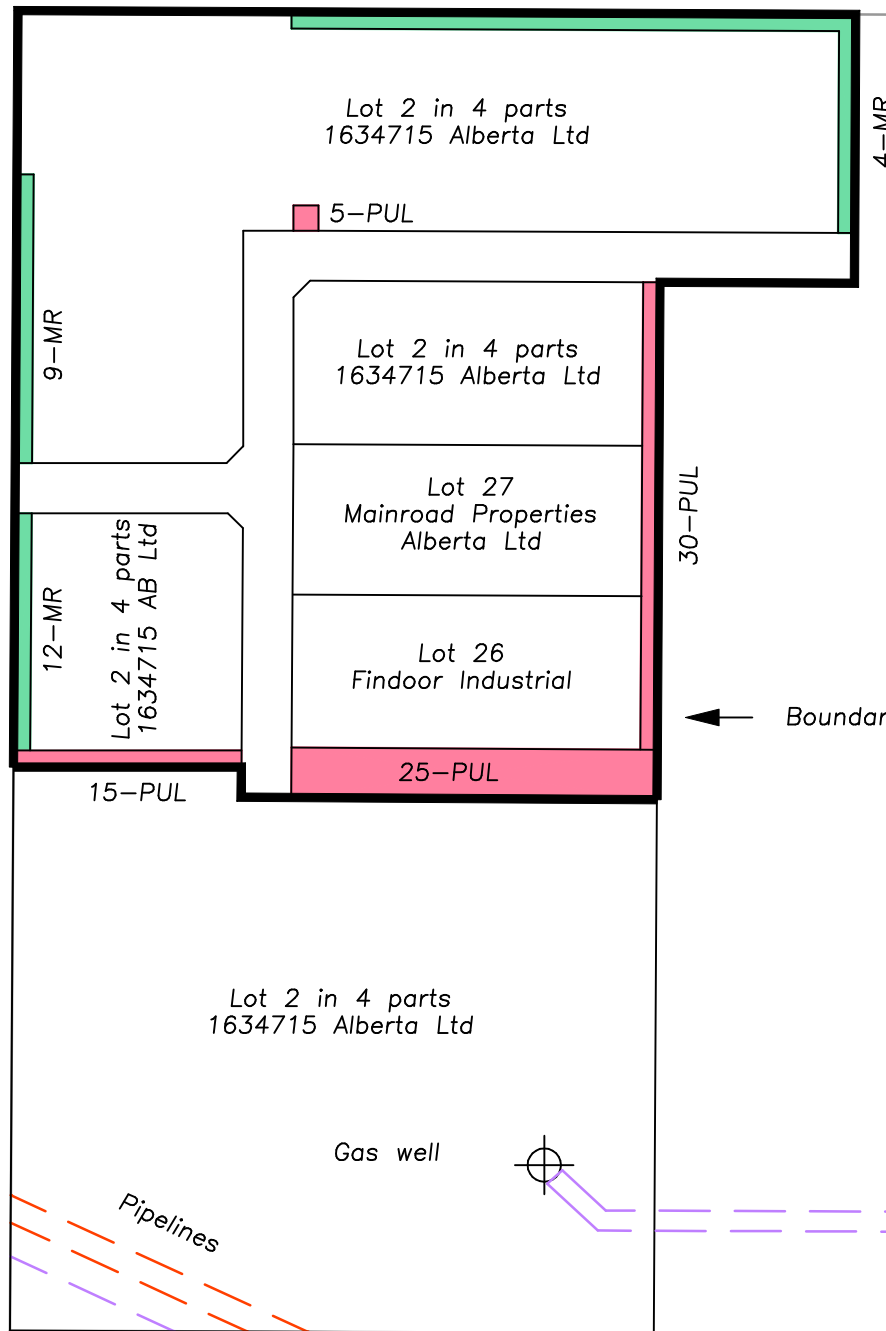 Lot 2 in 4 parts
1634715 Alberta Ltd
4-MR
5-PUL
9-MR
Lot 2 in 4 parts
1634715 Alberta Ltd
Lot 27
Mainroad Properties
Alberta Ltd
30-PUL
Lot 2 in 4 parts
1634715 AB Ltd
12-MR
Lot 26
Findoor Industrial
Boundar
25-PUL
15-PUL
Lot 2 in 4 parts
1634715 Alberta Ltd
Gas well
Pipelines